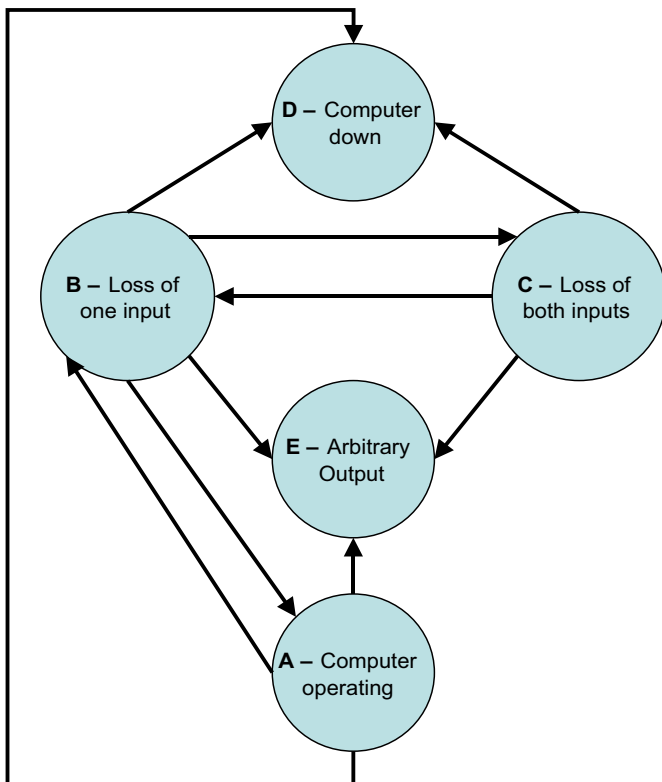 D – Computer
down
B – Loss of
one input
C – Loss of
both inputs
E – Arbitrary
Output
A – Computer
operating